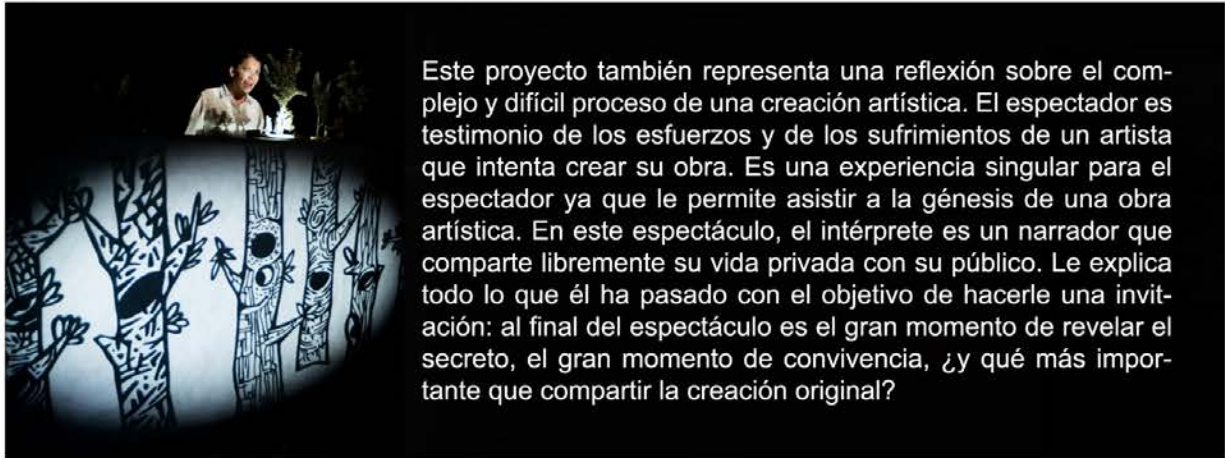 Este proyecto también representa una reflexión sobre el com-
plejo y difícil proceso de una creación artística. El espectador es
testimonio de los esfuerzos y de los sufrimientos de un artista
que intenta crear su obra. Es una experiencia singular para el
espectador ya que le permite asistir a la génesis de una obra
artística. En este espectáculo, el intérprete es un narrador que
comparte libremente su vida privada con su público. Le explica
todo lo que él ha pasado con el objetivo de hacerle una invit-
ación: al final del espectáculo es el gran momento de revelar el
secreto, el gran momento de convivencia, ¿y qué más impor-
tante que compartir la creación original?